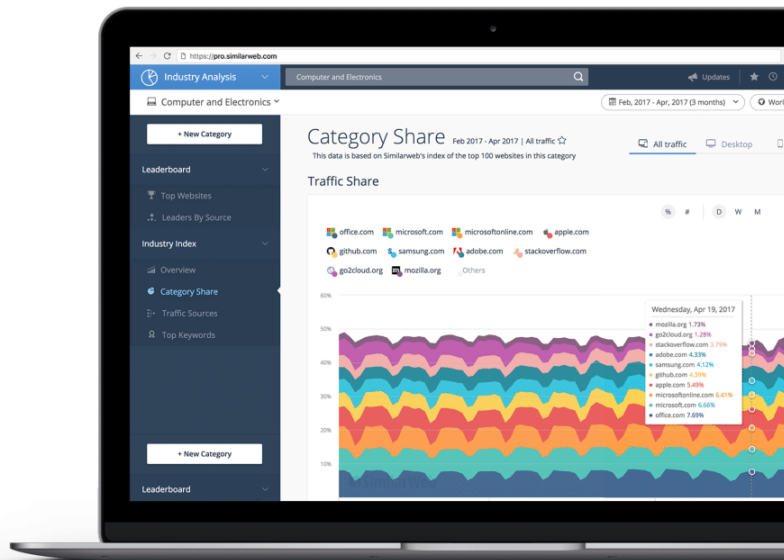 https://pro.similarweb.com
Industry Analysis
Computer and Electronics
Updates
Computer and Electronics
Feb, 2017 - Apr, 2017 (3 months)
Worl
+ New Category
Category Share Feb 2017 - Apr 2017 | All traffic
This data is based on Similarweb's index of the top 100 websites in this category
All traffic
Desktop
Leaderboard
Top Websites
Leaders By Source
Industry Index
Overview
Category Share
Traffic Sources
Top Keywords
+ New Category
Leaderboard
Traffic Share
% # D W M
office.com microsoft.com microsoftonline.com apple.com
github.com samsung.com adobe.com stackoverflow.com
go2cloud.org mozilla.org Others
60%
50%
40%
30%
20%
10%
Wednesday, Apr 19, 2017
mozilla.org 1.73%
go2cloud.org 1.28%
stackoverflow.com 3.79%
adobe.com 4.33%
samsung.com 4.12%
github.com 4.39%
apple.com 5.49%
microsoftonline.com 6.41%
microsoft.com 6.66%
office.com 7.69%
SimilarWeb